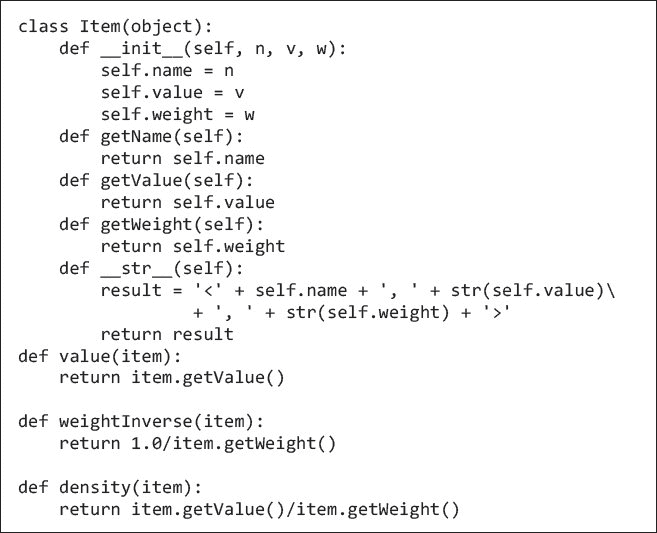 class Item(object):
    def __init__(self, n, v, w):
        self.name = n
        self.value = v
        self.weight = w
    def getName(self):
        return self.name
    def getValue(self):
        return self.value
    def getWeight(self):
        return self.weight
    def __str__(self):
        result = '<' + self.name + ', ' + str(self.value)\
                 + ', ' + str(self.weight) + '>'
        return result
def value(item):
    return item.getValue()

def weightInverse(item):
    return 1.0/item.getWeight()

def density(item):
    return item.getValue()/item.getWeight()